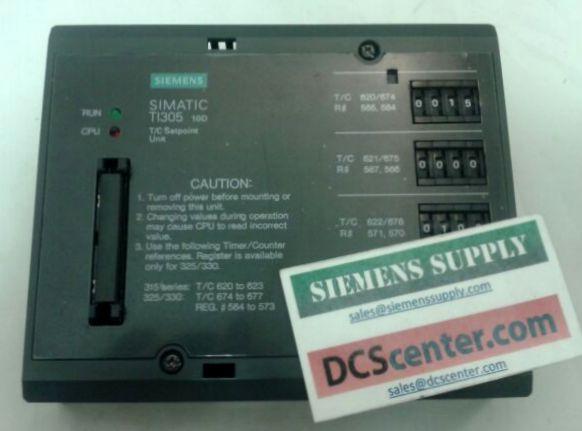 SIEMENS
SIMATIC
TI305 10D
T/C Setpoint
Unit
RUN
CPU
T/C 620/674
R# 565, 564
0015
T/C 621/675
R# 567, 566
0000
T/C 622/676
R# 571, 570
010
CAUTION:
1. Turn off power before mounting or
removing this unit.
2. Changing values during operation
may cause CPU to read incorrect
value.
3. Use the following Timer/Counter
references. Register is available
only for 325/330.
315/series: T/C 620 to 623
325/330: T/C 674 to 677
REG. # 564 to 573
SIEMENS SUPPLY
sales@siemenssupply.com
DCScenter.com
sales@dcscenter.com